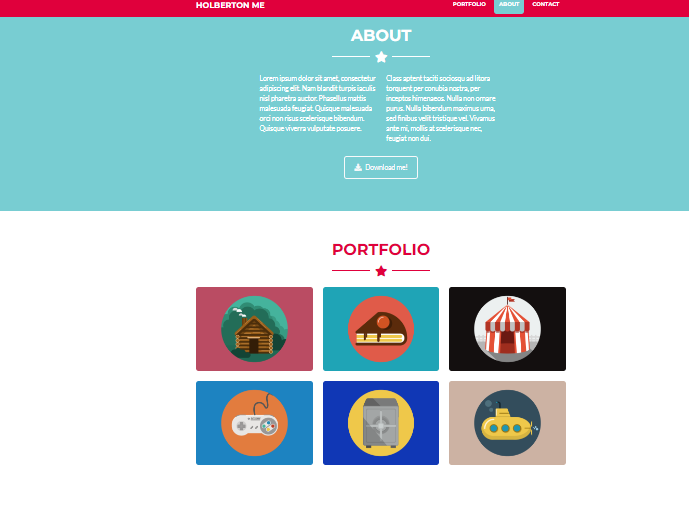 HOLBERTON ME
PORTFOLIO ABOUT CONTACT
ABOUT
Lorem ipsum dolor sit amet, consectetur
adipiscing elit. Nam blandit turpis iaculis
nisl pharetra auctor. Phasellus mattis
malesuada feugiat. Quisque malesuada
orci non risus scelerisque bibendum.
Quisque viverra vulputate posuere.
Class aptent taciti sociosqu ad litora
torquent per conubia nostra, per
inceptos himenaeos. Nulla non ornare
purus. Nulla bibendum maximus urna,
sed finibus velit tristique vel. Vivamus
ante mi, mollis at scelerisque nec,
feugiat non dui.
Download me!
PORTFOLIO